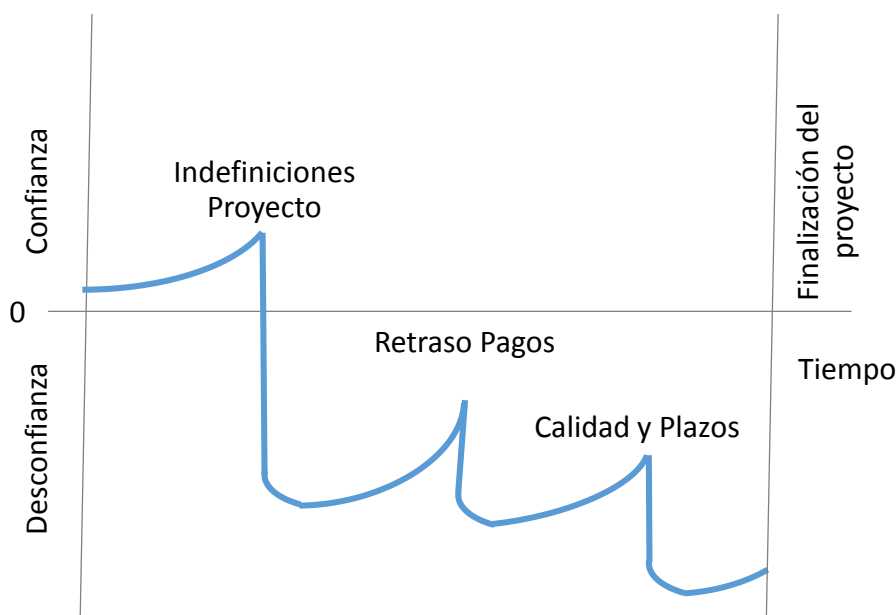 Confianza
Indefiniciones
Proyecto
Finalización del
proyecto
0
Retraso Pagos
Tiempo
Desconfianza
Calidad y Plazos